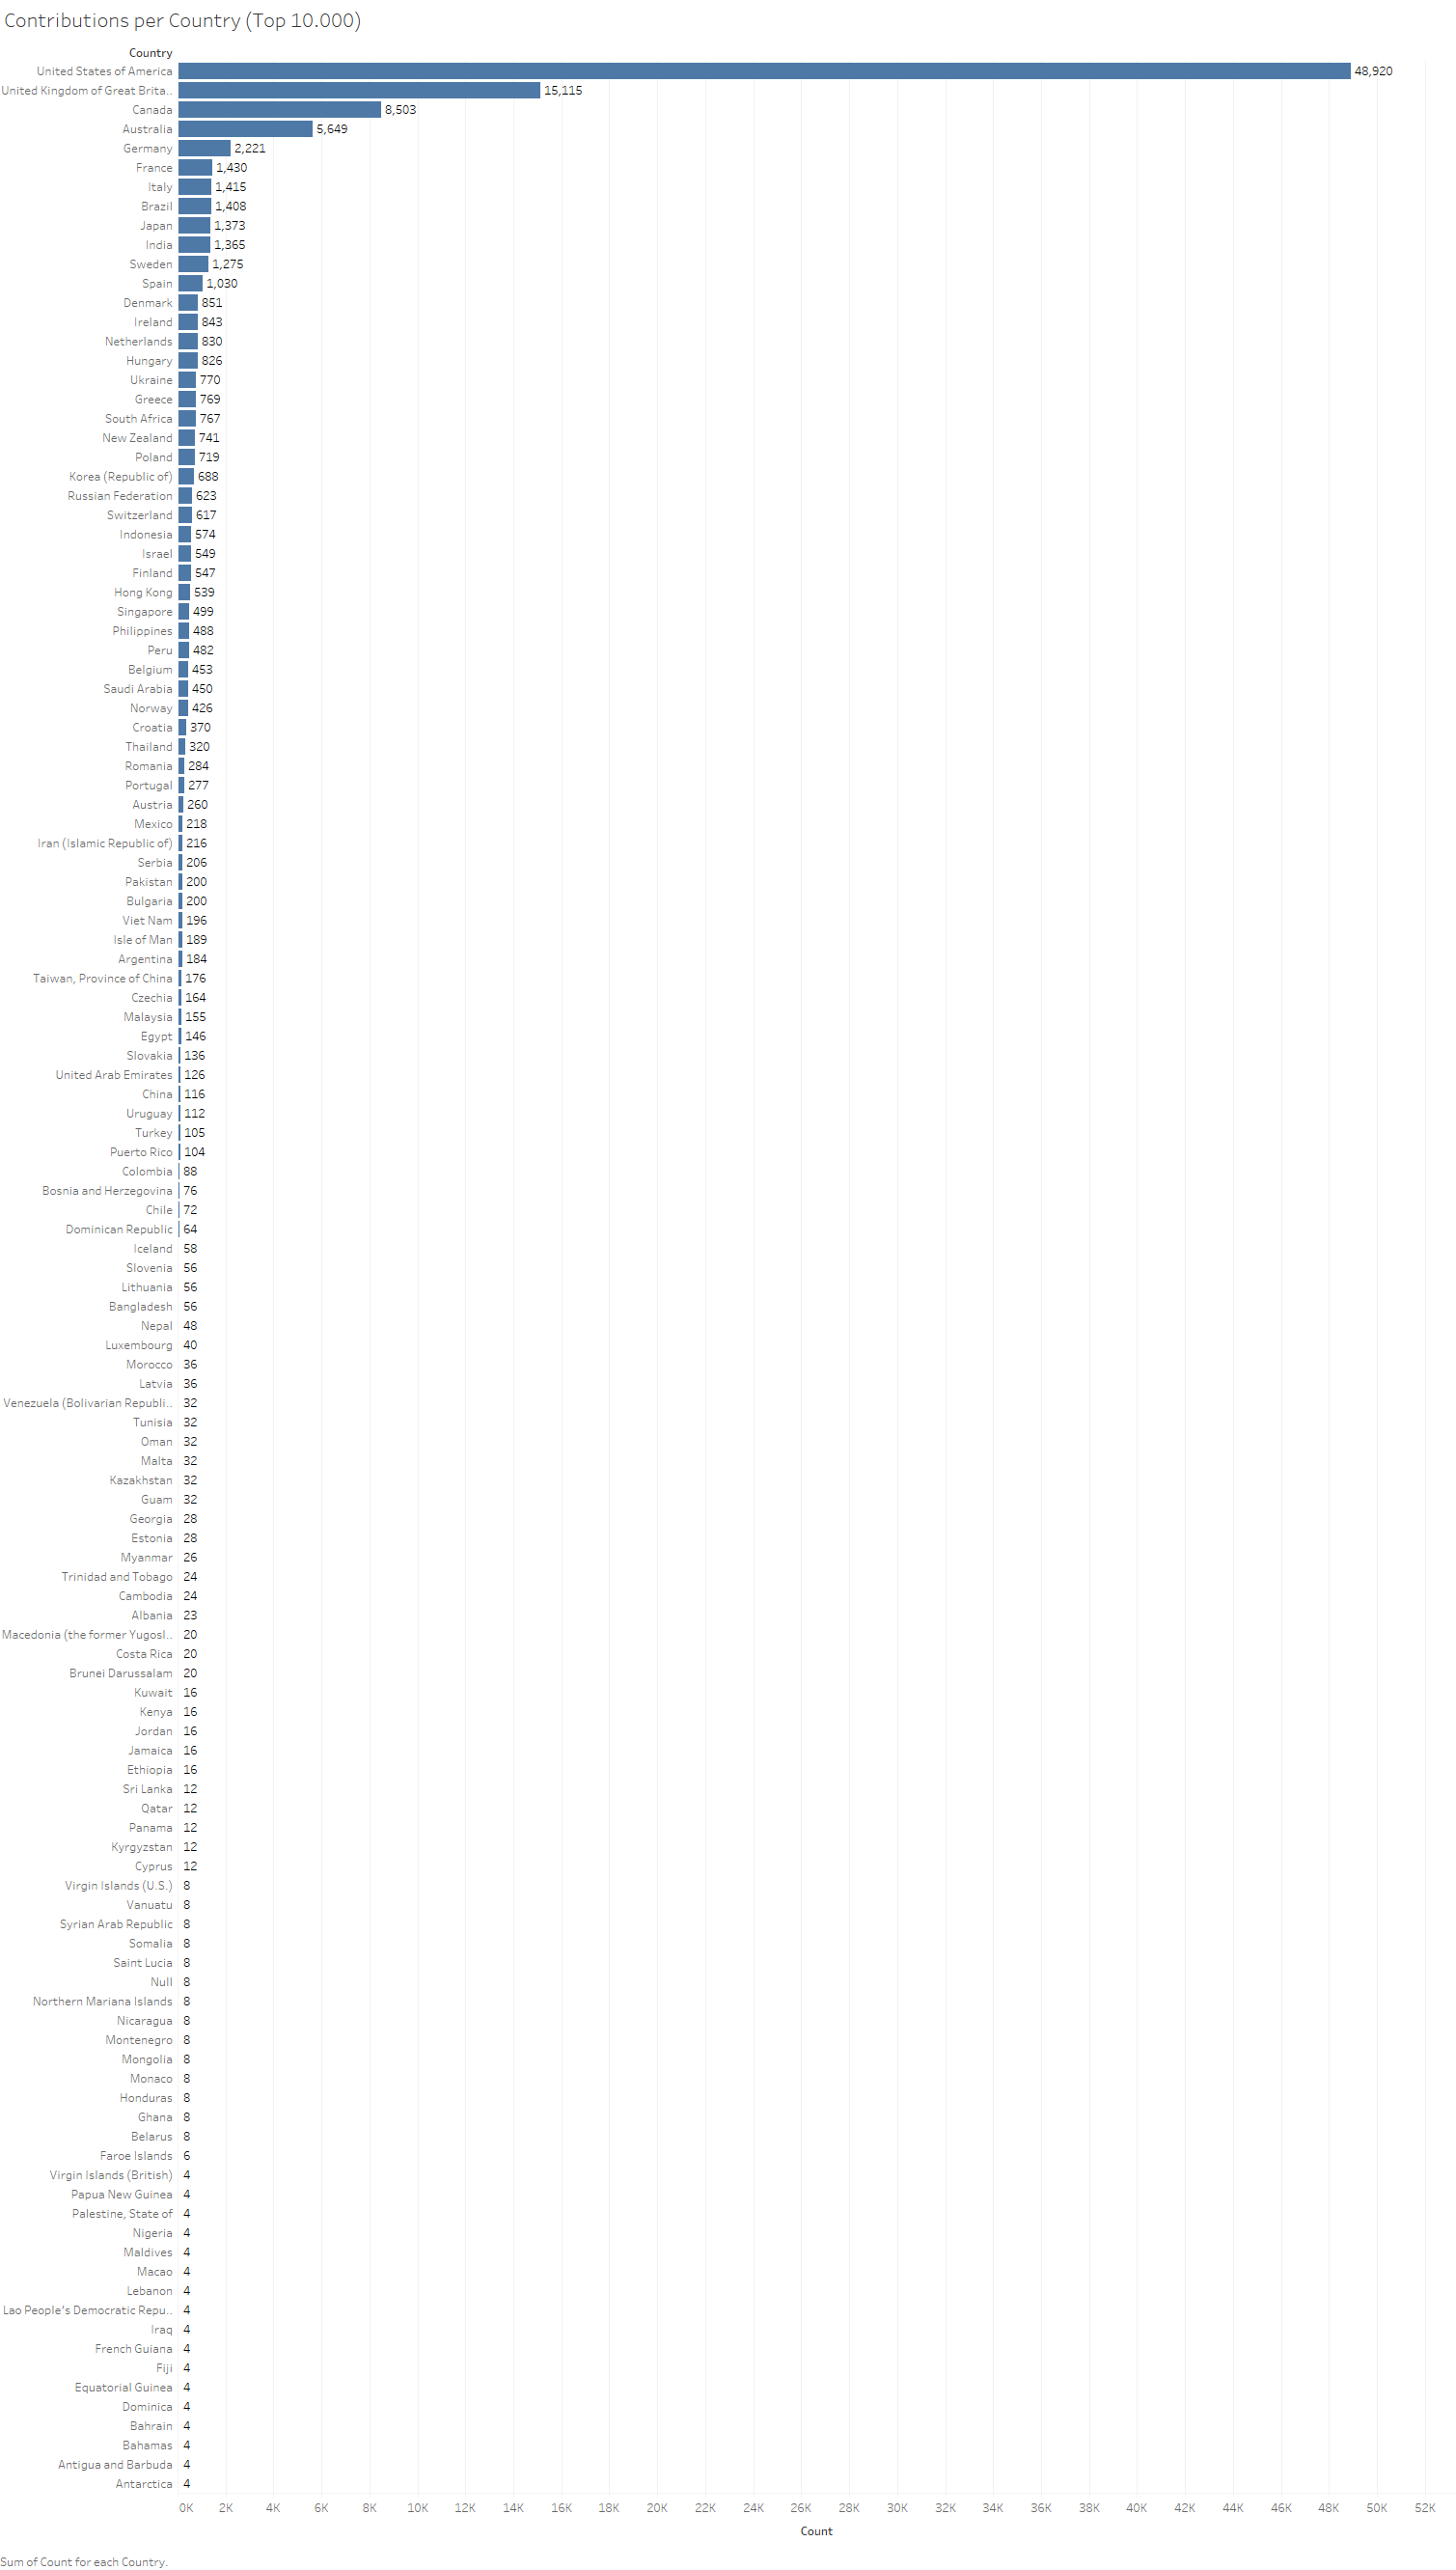 Contributions per Country (Top 10.000)
Country
United States of America 48,920
United Kingdom of Great Brita.. 15,115
Canada 8,503
Australia 5,649
Germany 2,221
France 1,430
Italy 1,415
Brazil 1,408
Japan 1,373
India 1,365
Sweden 1,275
Spain 1,030
Denmark 851
Ireland 843
Netherlands 830
Hungary 826
Ukraine 770
Greece 769
South Africa 767
New Zealand 741
Poland 719
Korea (Republic of) 688
Russian Federation 623
Switzerland 617
Indonesia 574
Israel 549
Finland 547
Hong Kong 539
Singapore 499
Philippines 488
Peru 482
Belgium 453
Saudi Arabia 450
Norway 426
Croatia 370
Thailand 320
Romania 284
Portugal 277
Austria 260
Mexico 218
Iran (Islamic Republic of) 216
Serbia 206
Pakistan 200
Bulgaria 200
Viet Nam 196
Isle of Man 189
Argentina 184
Taiwan, Province of China 176
Czechia 164
Malaysia 155
Egypt 146
Slovakia 136
United Arab Emirates 126
China 116
Uruguay 112
Turkey 105
Puerto Rico 104
Colombia 88
Bosnia and Herzegovina 76
Chile 72
Dominican Republic 64
Iceland 58
Slovenia 56
Lithuania 56
Bangladesh 56
Nepal 48
Luxembourg 40
Morocco 36
Latvia 36
Venezuela (Bolivarian Republi.. 32
Tunisia 32
Oman 32
Malta 32
Kazakhstan 32
Guam 32
Georgia 28
Estonia 28
Myanmar 26
Trinidad and Tobago 24
Cambodia 24
Albania 23
Macedonia (the former Yugosl.. 20
Costa Rica 20
Brunei Darussalam 20
Kuwait 16
Kenya 16
Jordan 16
Jamaica 16
Ethiopia 16
Sri Lanka 12
Qatar 12
Panama 12
Kyrgyzstan 12
Cyprus 12
Virgin Islands (U.S.) 8
Vanuatu 8
Syrian Arab Republic 8
Somalia 8
Saint Lucia 8
Null 8
Northern Mariana Islands 8
Nicaragua 8
Montenegro 8
Mongolia 8
Monaco 8
Honduras 8
Ghana 8
Belarus 8
Faroe Islands 6
Virgin Islands (British) 4
Papua New Guinea 4
Palestine, State of 4
Nigeria 4
Maldives 4
Macao 4
Lebanon 4
Lao People's Democratic Repu.. 4
Iraq 4
French Guiana 4
Fiji 4
Equatorial Guinea 4
Dominica 4
Bahrain 4
Bahamas 4
Antigua and Barbuda 4
Antarctica 4
0K 2K 4K 6K 8K 10K 12K 14K 16K 18K 20K 22K 24K 26K 28K 30K 32K 34K 36K 38K 40K 42K 44K 46K 48K 50K 52K
Count
Sum of Count for each Country.